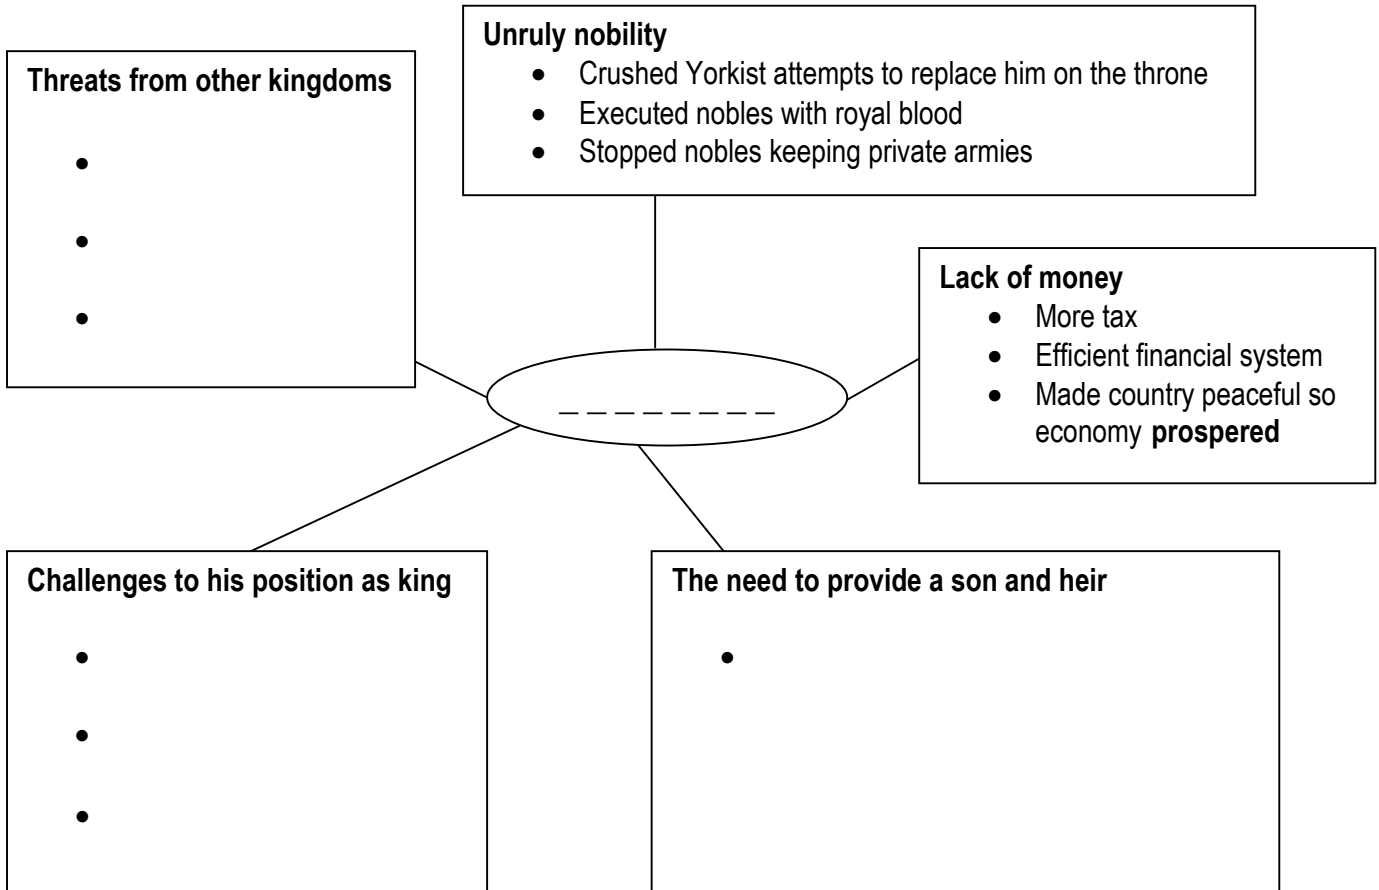 Unruly nobility
• Crushed Yorkist attempts to replace him on the throne
• Executed nobles with royal blood
• Stopped nobles keeping private armies
Threats from other kingdoms
•
•
•
Lack of money
• More tax
• Efficient financial system
• Made country peaceful so
economy prospered
_ _ _ _ _ _ _ _
Challenges to his position as king
•
•
•
The need to provide a son and heir
•